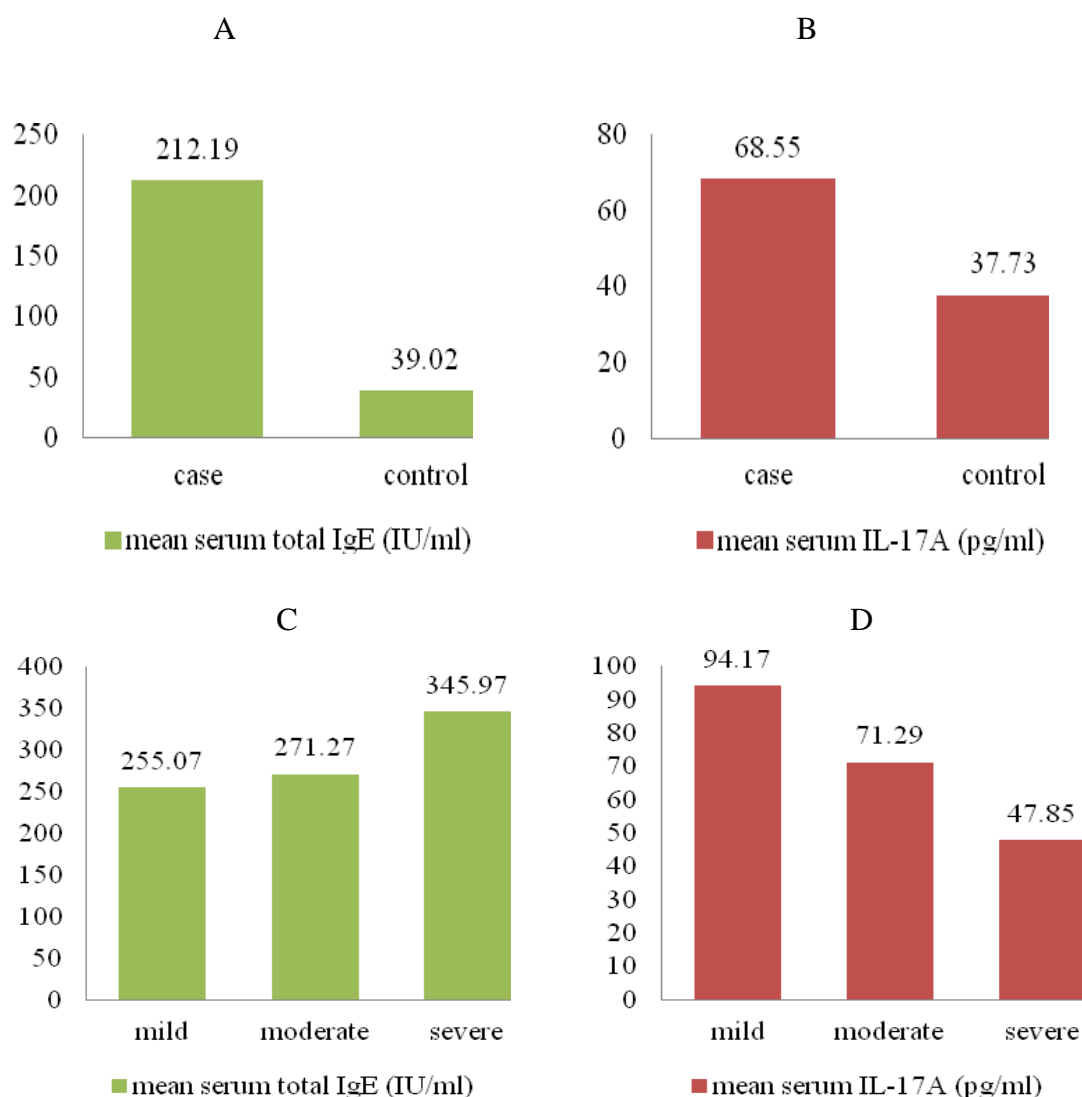 A
B
250
200
150
100
50
0
212.19
39.02
case
control
mean serum total IgE (IU/ml)
80
60
40
20
0
68.55
37.73
case
control
mean serum IL-17A (pg/ml)
C
D
400
350
300
250
200
150
100
50
0
255.07
271.27
345.97
mild
moderate
severe
mean serum total IgE (IU/ml)
100
90
80
70
60
50
40
30
20
10
0
94.17
71.29
47.85
mild
moderate
severe
mean serum IL-17A (pg/ml)